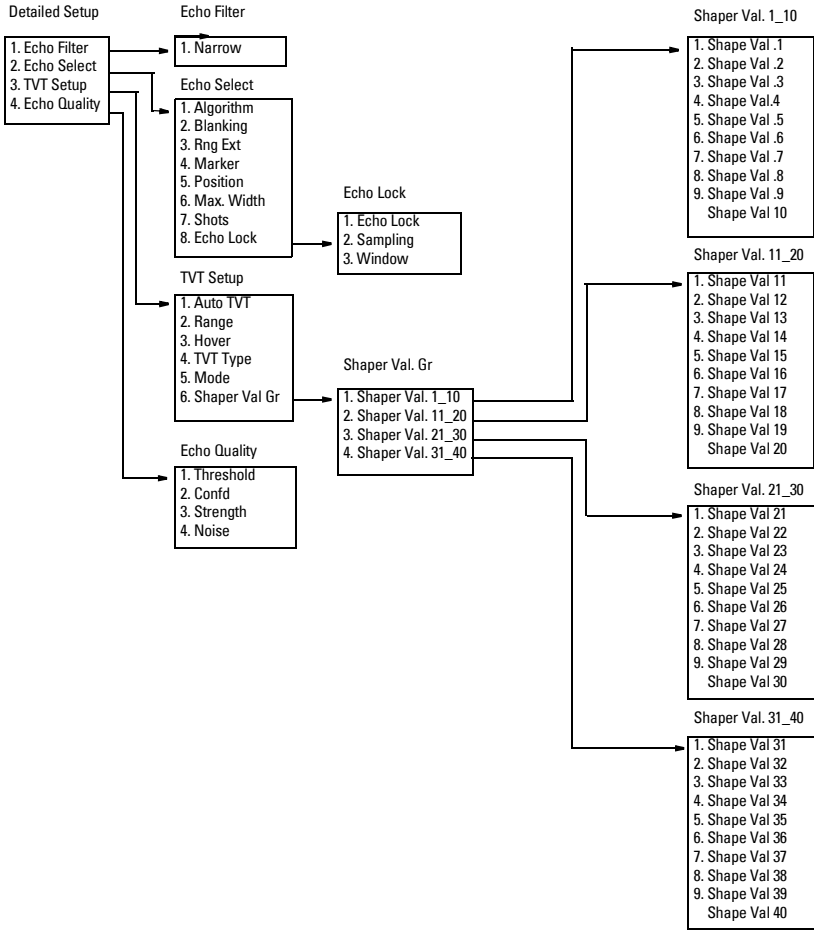 Detailed Setup
1. Echo Filter
2. Echo Select
3. TVT Setup
4. Echo Quality
Echo Filter
1. Narrow
Echo Select
1. Algorithm
2. Blanking
3. Rng Ext
4. Marker
5. Position
6. Max. Width
7. Shots
8. Echo Lock
Echo Lock
1. Echo Lock
2. Sampling
3. Window
TVT Setup
1. Auto TVT
2. Range
3. Hover
4. TVT Type
5. Mode
6. Shaper Val Gr
Shaper Val. Gr
1. Shaper Val. 1_10
2. Shaper Val. 11_20
3. Shaper Val. 21_30
4. Shaper Val. 31_40
Echo Quality
1. Threshold
2. Confd
3. Strength
4. Noise
Shaper Val. 1_10
1. Shape Val .1
2. Shape Val .2
3. Shape Val .3
4. Shape Val.4
5. Shape Val .5
6. Shape Val .6
7. Shape Val .7
8. Shape Val .8
9. Shape Val .9
Shape Val 10
Shaper Val. 11_20
1. Shape Val 11
2. Shape Val 12
3. Shape Val 13
4. Shape Val 14
5. Shape Val 15
6. Shape Val 16
7. Shape Val 17
8. Shape Val 18
9. Shape Val 19
Shape Val 20
Shaper Val. 21_30
1. Shape Val 21
2. Shape Val 22
3. Shape Val 23
4. Shape Val 24
5. Shape Val 25
6. Shape Val 26
7. Shape Val 27
8. Shape Val 28
9. Shape Val 29
Shape Val 30
Shaper Val. 31_40
1. Shape Val 31
2. Shape Val 32
3. Shape Val 33
4. Shape Val 34
5. Shape Val 35
6. Shape Val 36
7. Shape Val 37
8. Shape Val 38
9. Shape Val 39
Shape Val 40